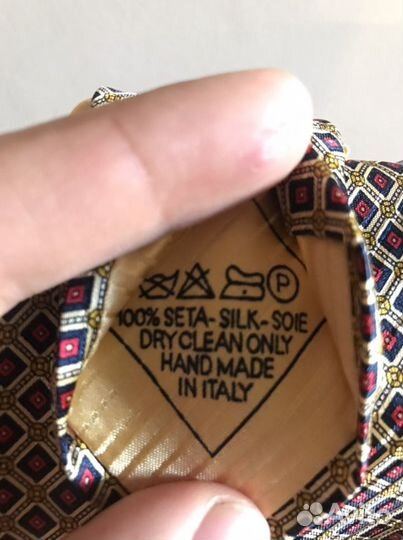 P
100% SETA - SILK - SOIE
DRY CLEAN ONLY
HAND MADE
IN ITALY